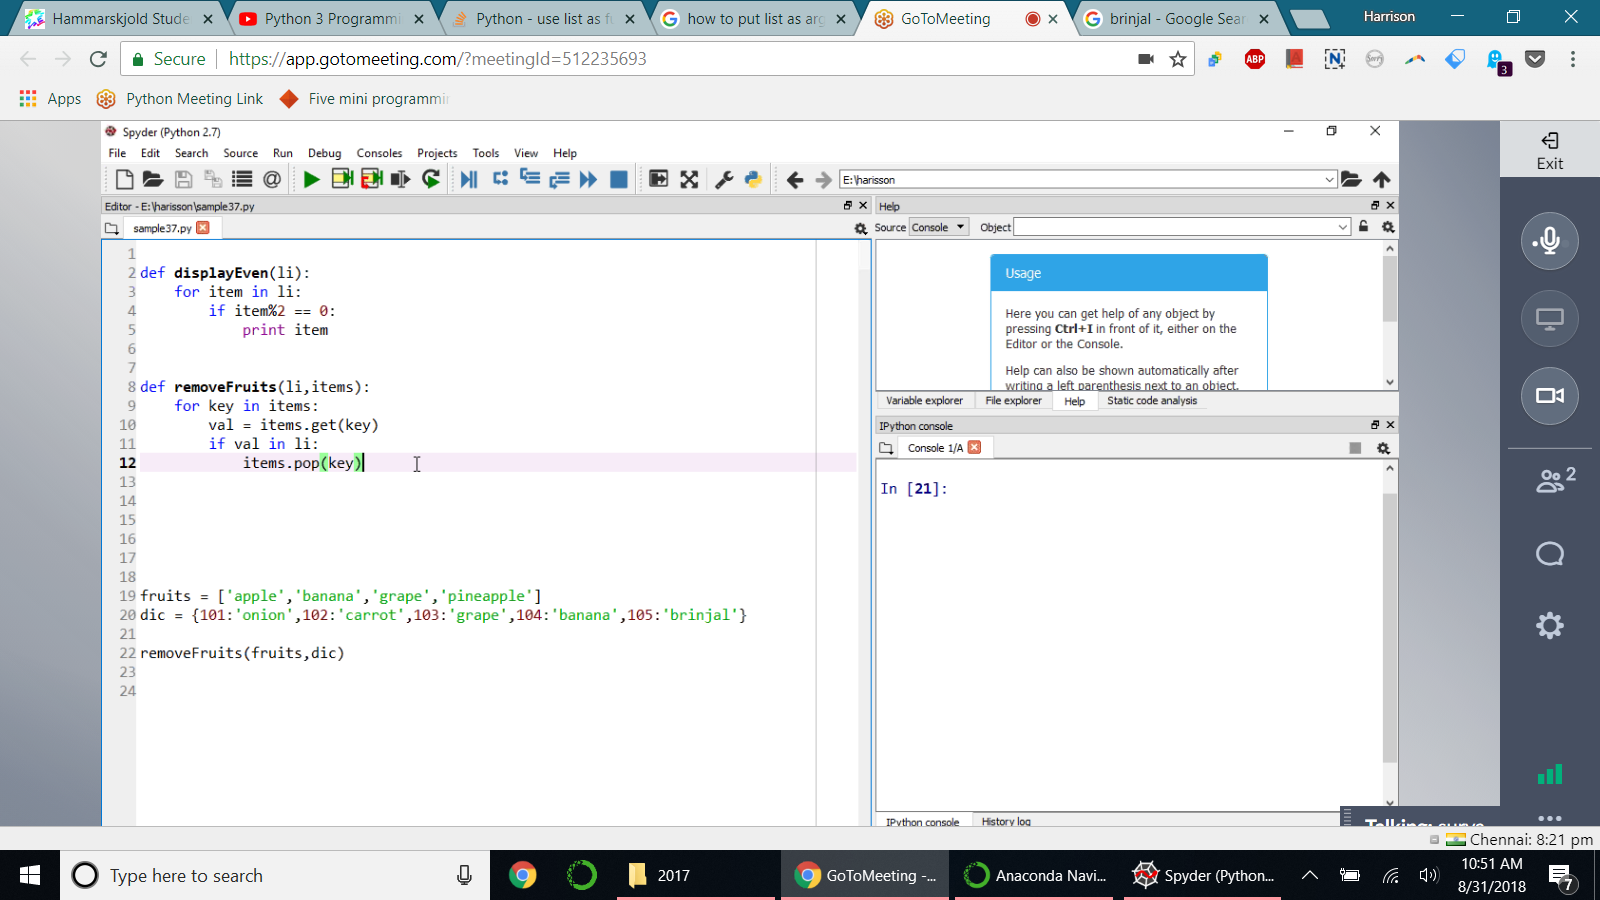 Hammarskjold Stude
Python 3 Programmi
Python - use list as fu
how to put list as arg
GoToMeeting
brinjal - Google Sear
Harrison
Secure
https://app.gotomeeting.com/?meetingId=512235693
ABP
N
3
Apps
Python Meeting Link
Five mini programmin
Spyder (Python 2.7)
File Edit Search Source Run Debug Consoles Projects Tools View Help
E:\harisson
Editor - E:\harisson\sample37.py
Help
sample37.py
Source Console Object
1
2 def displayEven(li):
3 for item in li:
4 if item%2 == 0:
5 print item
6
7
8 def removeFruits(li,items):
9 for key in items:
10 val = items.get(key)
11 if val in li:
12 items.pop(key)
13
14
15
16
17
18
19 fruits = ['apple','banana','grape','pineapple']
20 dic = {101:'onion',102:'carrot',103:'grape',104:'banana',105:'brinjal'}
21
22 removeFruits(fruits,dic)
23
24
Usage
Here you can get help of any object by
pressing Ctrl+I in front of it, either on the
Editor or the Console.
Help can also be shown automatically after
writing a left parenthesis next to an object.
Variable explorer File explorer Help Static code analysis
IPython console
Console 1/A
In [21]:
IPython console History log
Exit
2
Talking: surve
Chennai: 8:21 pm
Type here to search
2017
GoToMeeting -...
Anaconda Navi...
Spyder (Python...
10:51 AM
8/31/2018
7